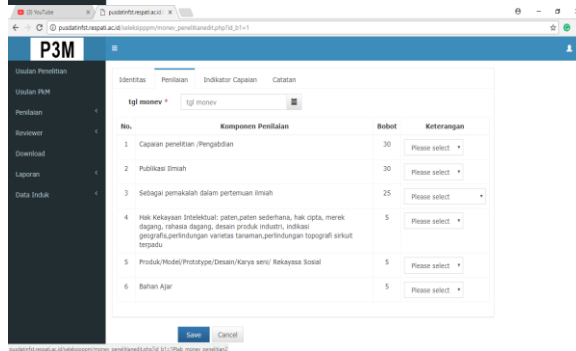 (2) YouTube
pusdatinfst.respati.ac.id
pusdatinfst.respati.ac.id/seleksipppm/monev_penelitianedit.php?id_b1=1
P3M
Usulan Penelitian
Usulan PkM
Penilaian
Reviewer
Download
Laporan
Data Induk
Identitas Penilaian Indikator Capaian Catatan
tgl monev * tgl monev
No. Komponen Penilaian Bobot Keterangan
1 Capaian penelitian /Pengabdian 30 Please select
2 Publikasi Ilmiah 30 Please select
3 Sebagai pemakalah dalam pertemuan ilmiah 25 Please select
4 Hak Kekayaan Intelektual: paten,paten sederhana, hak cipta, merek 5 Please select
dagang, rahasia dagang, desain produk industri, indikasi
geografis,perlindungan varietas tanaman,perlindungan topografi sirkuit
terpadu
5 Produk/Model/Prototype/Desain/Karya seni/ Rekayasa Sosial 5 Please select
6 Bahan Ajar 5 Please select
Save Cancel